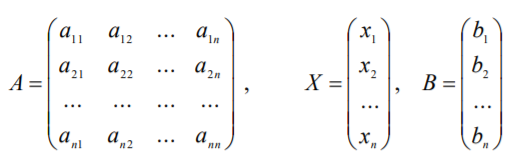 A = ( a₁₁ a₁₂ ... a₁ₙ ; a₂₁ a₂₂ ... a₂ₙ ; ... ... ... ... ; aₙ₁ aₙ₂ ... aₙₙ ) , X = ( x₁ ; x₂ ; ... ; xₙ ) , B = ( b₁ ; b₂ ; ... ; bₙ )